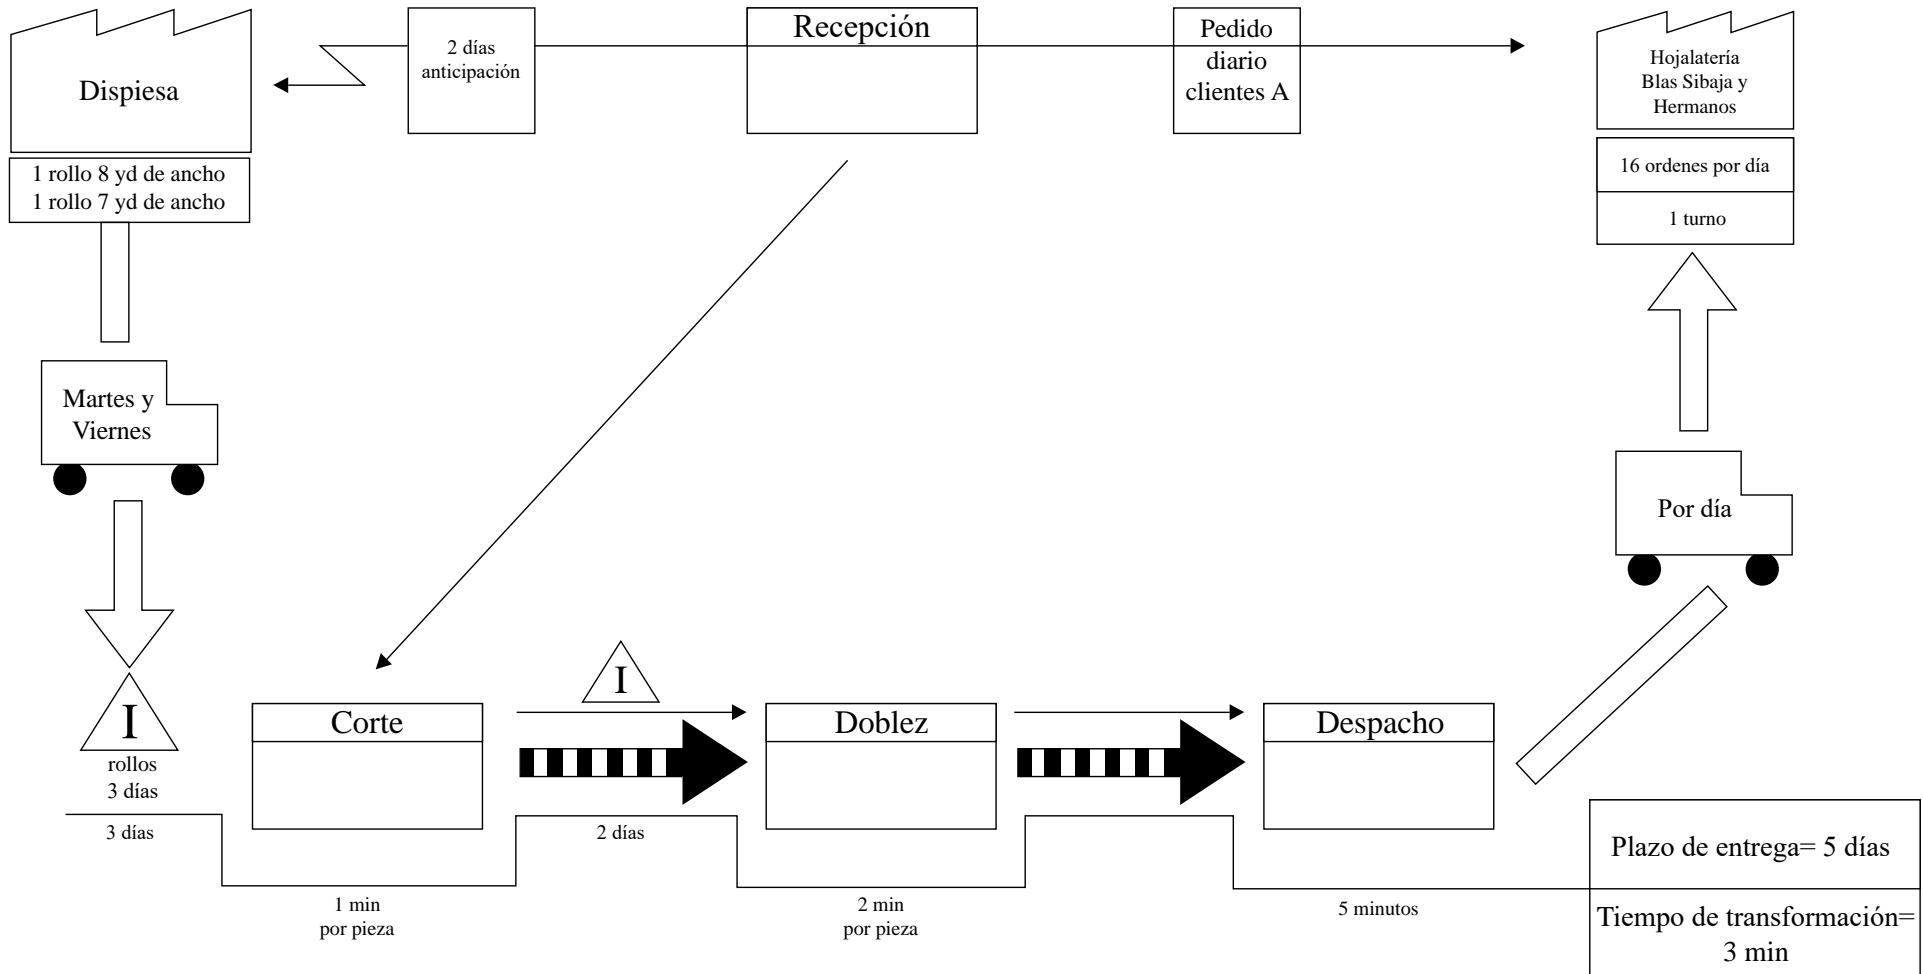 Dispiesa
1 rollo 8 yd de ancho
1 rollo 7 yd de ancho
2 días
anticipación
Recepción
Pedido
diario
clientes A
Hojalatería
Blas Sibaja y
Hermanos
16 ordenes por día
1 turno
Martes y
Viernes
Por día
I
rollos
3 días
Corte
I
Doblez
Despacho
3 días
1 min
por pieza
2 días
2 min
por pieza
5 minutos
Plazo de entrega= 5 días
Tiempo de transformación=
3 min